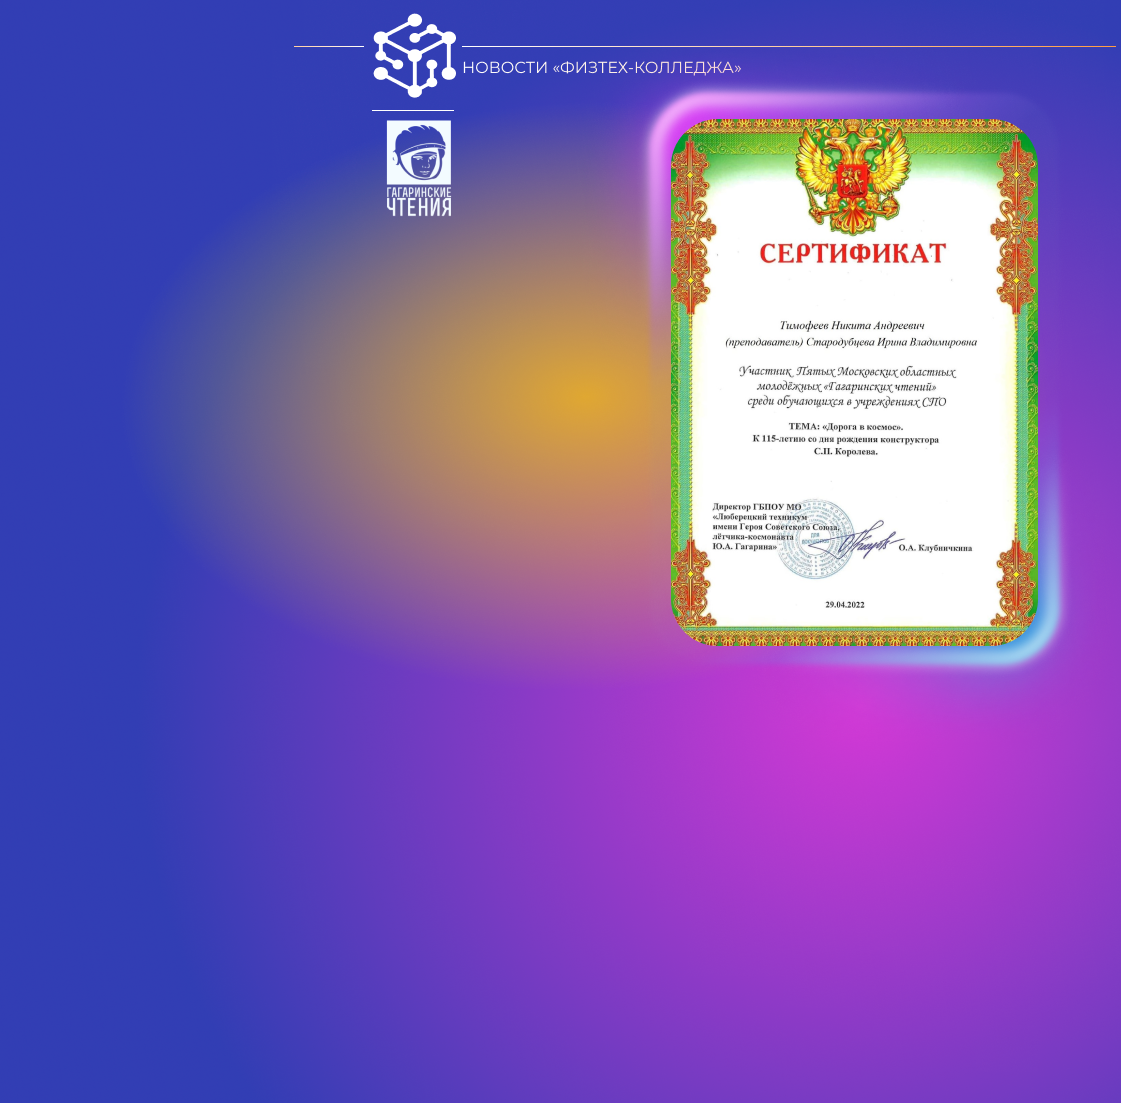 НОВОСТИ «ФИЗТЕХ-КОЛЛЕДЖА»
ГАГАРИНСКИЕ
ЧТЕНИЯ
СЕРТИФИКАТ
Тимофеев Никита Андреевич
(преподаватель) Стародубцева Ирина Владимировна
Участник Пятых Московских областных
молодёжных «Гагаринских чтений»
среди обучающихся в учреждениях СПО
ТЕМА: «Дорога в космос».
К 115-летию со дня рождения конструктора
С.П. Королева.
Директор ГБПОУ МО
«Люберецкий техникум
имени Героя Советского Союза,
лётчика-космонавта
Ю.А. Гагарина»
О.А. Клубничкина
29.04.2022